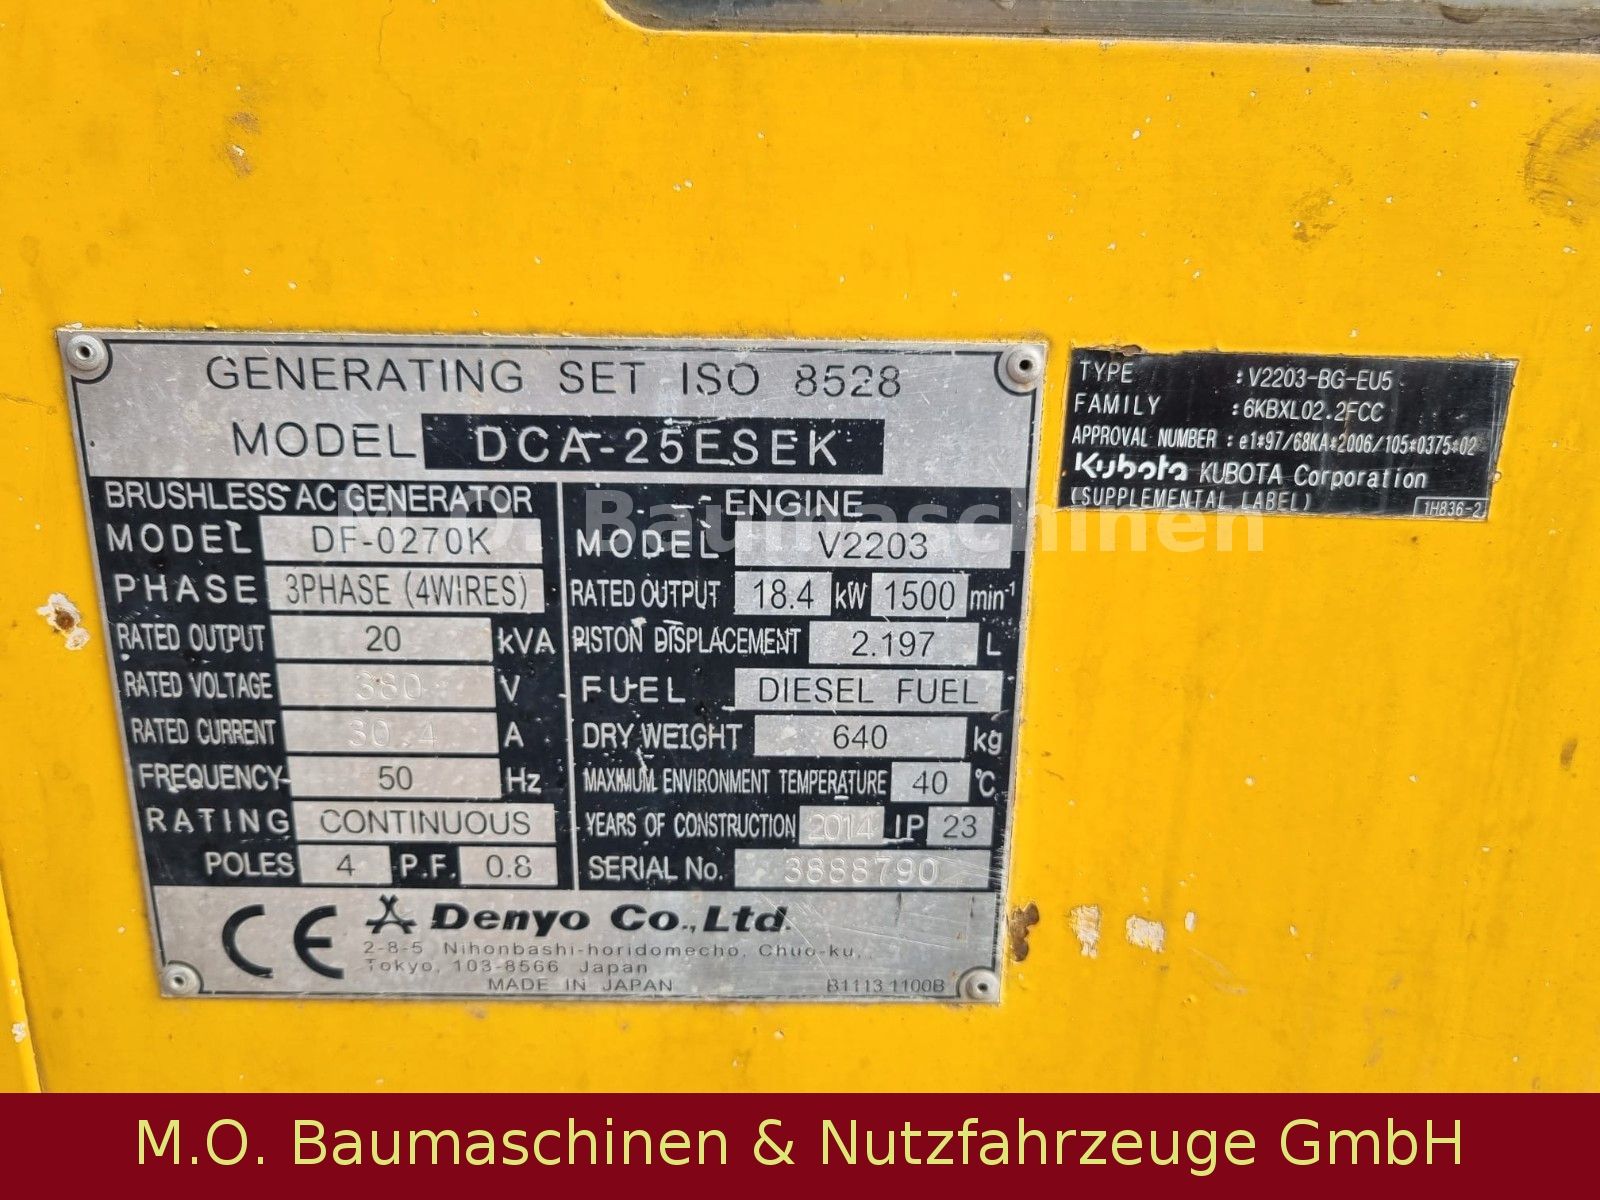 GENERATING SET ISO 8528
MODEL DCA-25ESEK
BRUSHLESS AC GENERATOR
MODEL DF-0270K
PHASE 3PHASE (4WIRES)
RATED OUTPUT 20 kVA
RATED VOLTAGE 380 V
RATED CURRENT 30.4 A
FREQUENCY 50 Hz
RATING CONTINUOUS
POLES 4 P.F. 0.8
ENGINE
MODEL V2203
RATED OUTPUT 18.4 kW 1500 min-1
PISTON DISPLACEMENT 2.197 L
FUEL DIESEL FUEL
DRY WEIGHT 640 kg
MAXIMUM ENVIRONMENT TEMPERATURE 40 °C
YEARS OF CONSTRUCTION 2014 IP 23
SERIAL No. 3888790
CE Denyo Co., Ltd.
2-8-5 Nihonbashi-horidomecho, Chuo-ku,
Tokyo, 103-8566 Japan
MADE IN JAPAN B1113 1100B
TYPE : V2203-BG-EU5
FAMILY : 6KBXL02.2FCC
APPROVAL NUMBER : e1*97/68KA*2006/105*0375*02
Kubota KUBOTA Corporation
(SUPPLEMENTAL LABEL) 1H836-2
M.O. Baumaschinen
M.O. Baumaschinen & Nutzfahrzeuge GmbH